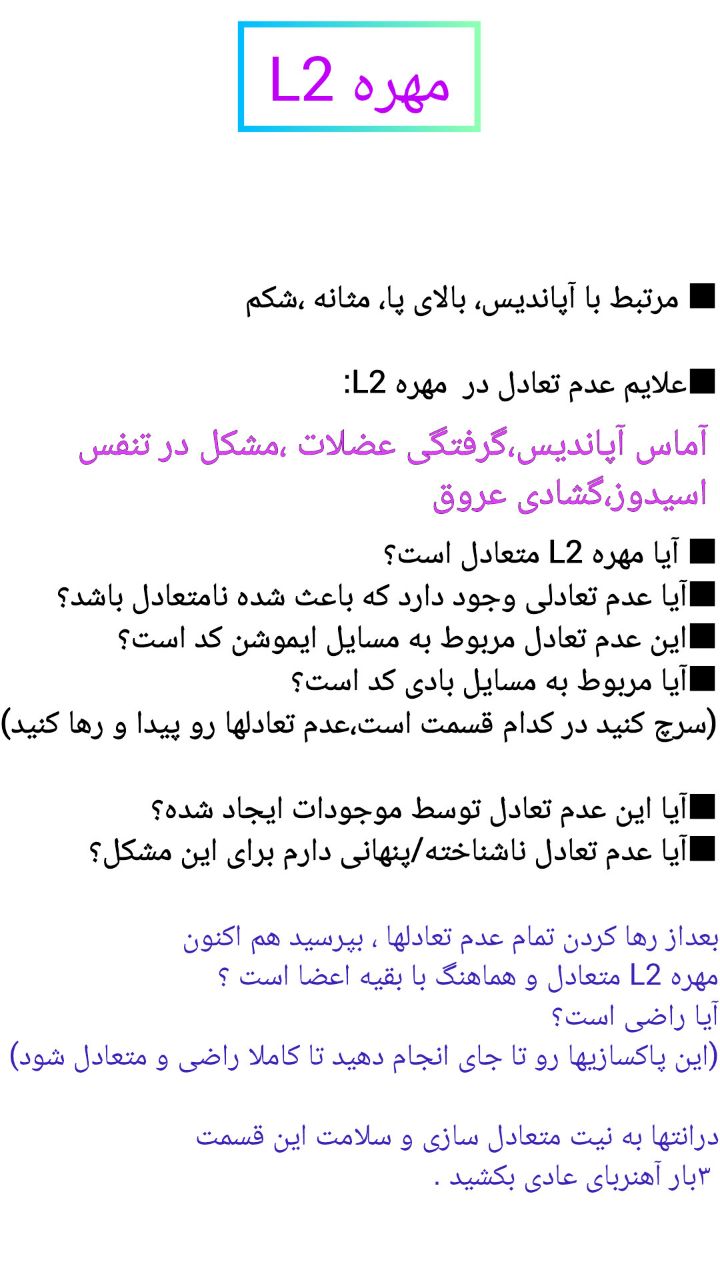 مهره L2
■ مرتبط با آپاندیس، بالای پا، مثانه ،شکم
■علایم عدم تعادل در مهره L2:
آماس آپاندیس،گرفتگی عضلات ،مشکل در تنفس
اسیدوز،گشادی عروق
■ آیا مهره L2 متعادل است؟
■آیا عدم تعادلی وجود دارد که باعث شده نامتعادل باشد؟
■این عدم تعادل مربوط به مسایل ایموشن کد است؟
■آیا مربوط به مسایل بادی کد است؟
(سرچ کنید در کدام قسمت است،عدم تعادلها رو پیدا و رها کنید)
■آیا این عدم تعادل توسط موجودات ایجاد شده؟
■آیا عدم تعادل ناشناخته/پنهانی دارم برای این مشکل؟
بعداز رها کردن تمام عدم تعادلها ، بپرسید هم اکنون
مهره L2 متعادل و هماهنگ با بقیه اعضا است ؟
آیا راضی است؟
(این پاکسازیها رو تا جای انجام دهید تا کاملا راضی و متعادل شود)
درانتها به نیت متعادل سازی و سلامت این قسمت
۳بار آهنربای عادی بکشید .